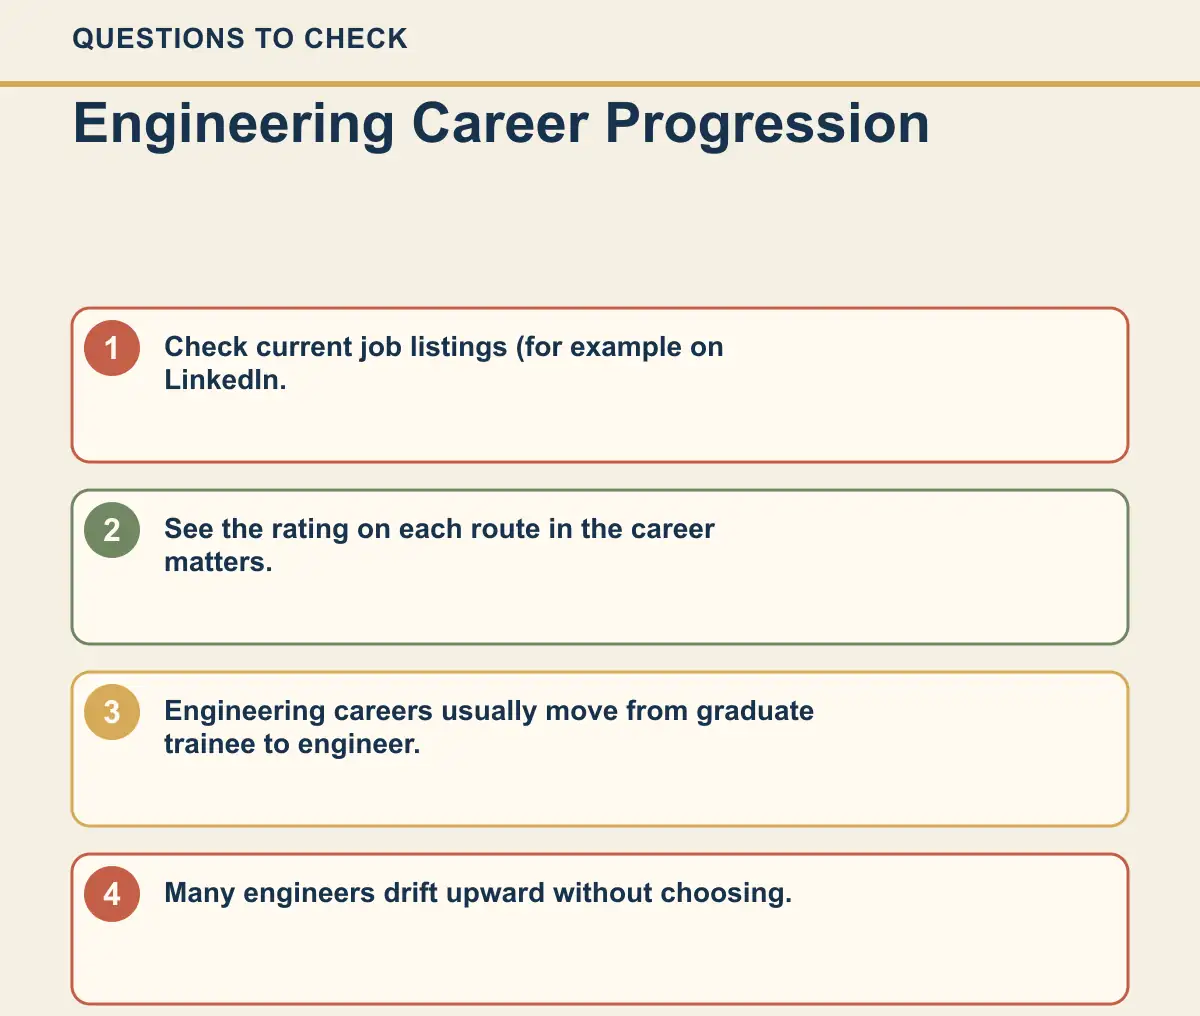 QUESTIONS TO CHECK
Engineering Career Progression
1
Check current job listings (for example on
LinkedIn.
2
See the rating on each route in the career
matters.
3
Engineering careers usually move from graduate
trainee to engineer.
4
Many engineers drift upward without choosing.